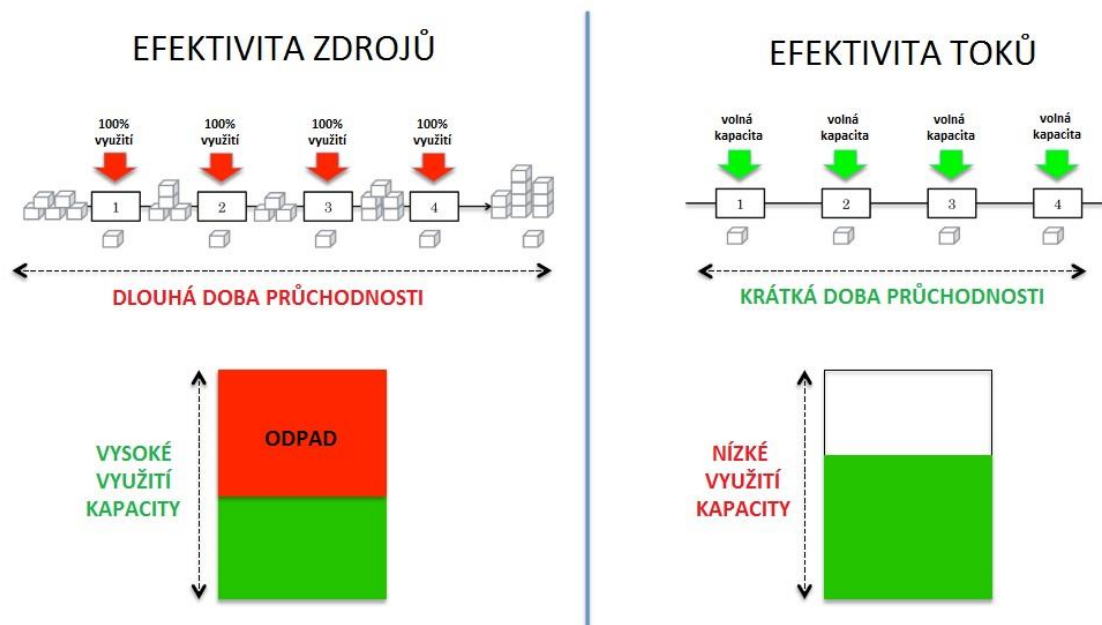 EFEKTIVITA ZDROJŮ
100%
využití
100%
využití
100%
využití
100%
využití
1
2
3
4
DLOUHÁ DOBA PRŮCHODNOSTI
VYSOKÉ
VYUŽITÍ
KAPACITY
ODPAD
EFEKTIVITA TOKŮ
volná
kapacita
volná
kapacita
volná
kapacita
volná
kapacita
1
2
3
4
KRÁTKÁ DOBA PRŮCHODNOSTI
NÍZKÉ
VYUŽITÍ
KAPACITY